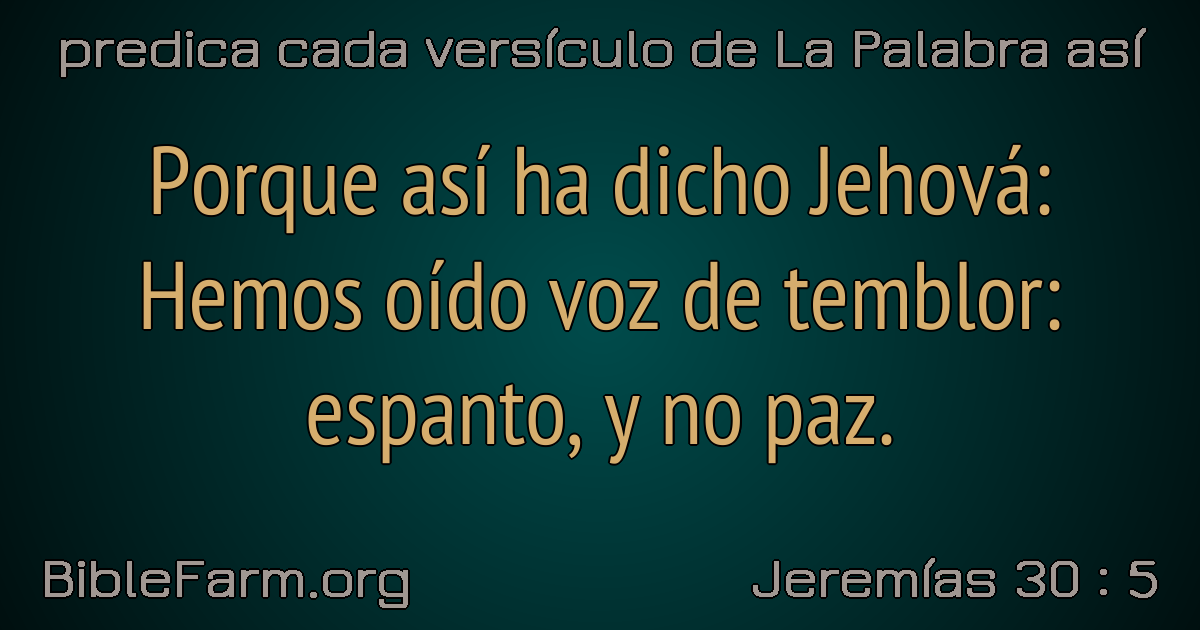 predica cada versículo de La Palabra así
Porque así ha dicho Jehová:
Hemos oído voz de temblor:
espanto, y no paz.
BibleFarm.org
Jeremías 30 : 5